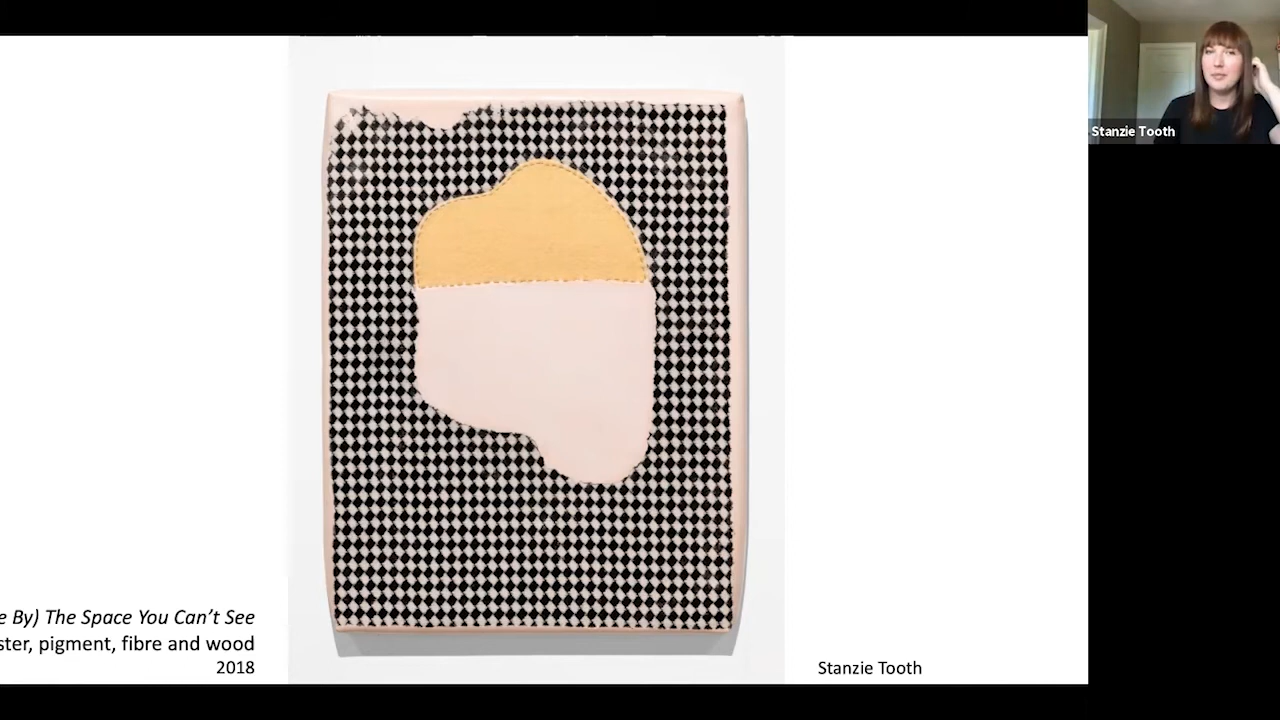 e By) The Space You Can't See
ster, pigment, fibre and wood
2018
Stanzie Tooth
Stanzie Tooth